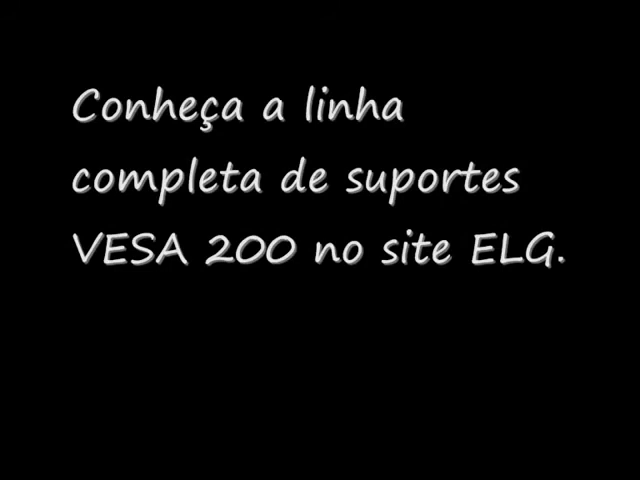 Conheça a linha
completa de suportes
VESA 200 no site ELG.